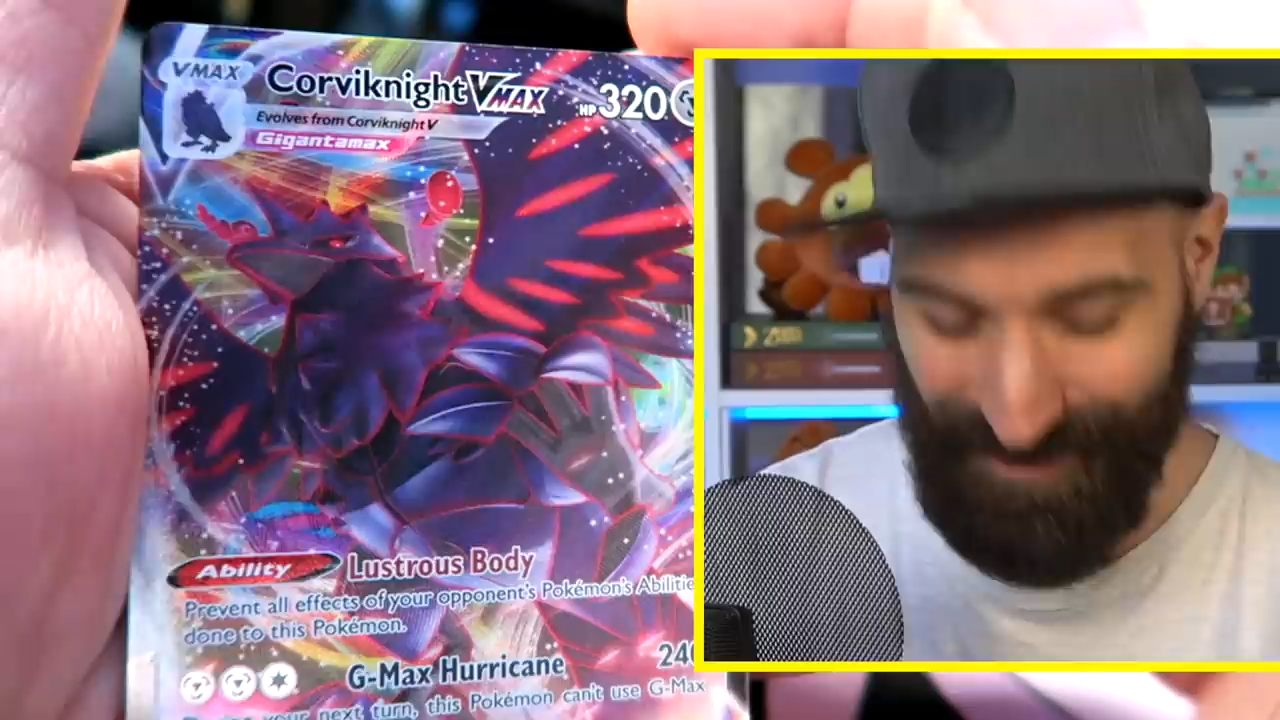 VMAX
Corviknight VMAX
HP 320
Evolves from Corviknight V
Gigantamax
Ability Lustrous Body
Prevent all effects of your opponent's Pokémon's Abilitie
done to this Pokémon.
G-Max Hurricane 240
your next turn, this Pokémon can't use G-Max